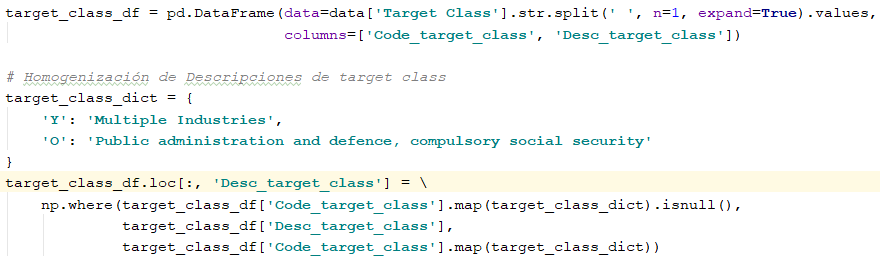 target_class_df = pd.DataFrame(data=data['Target Class'].str.split(' ', n=1, expand=True).values,
                               columns=['Code_target_class', 'Desc_target_class'])
# Homogenización de Descripciones de target class
target_class_dict = {
    'Y': 'Multiple Industries',
    'O': 'Public administration and defence, compulsory social security'
}
target_class_df.loc[:, 'Desc_target_class'] = \
    np.where(target_class_df['Code_target_class'].map(target_class_dict).isnull(),
             target_class_df['Desc_target_class'],
             target_class_df['Code_target_class'].map(target_class_dict))